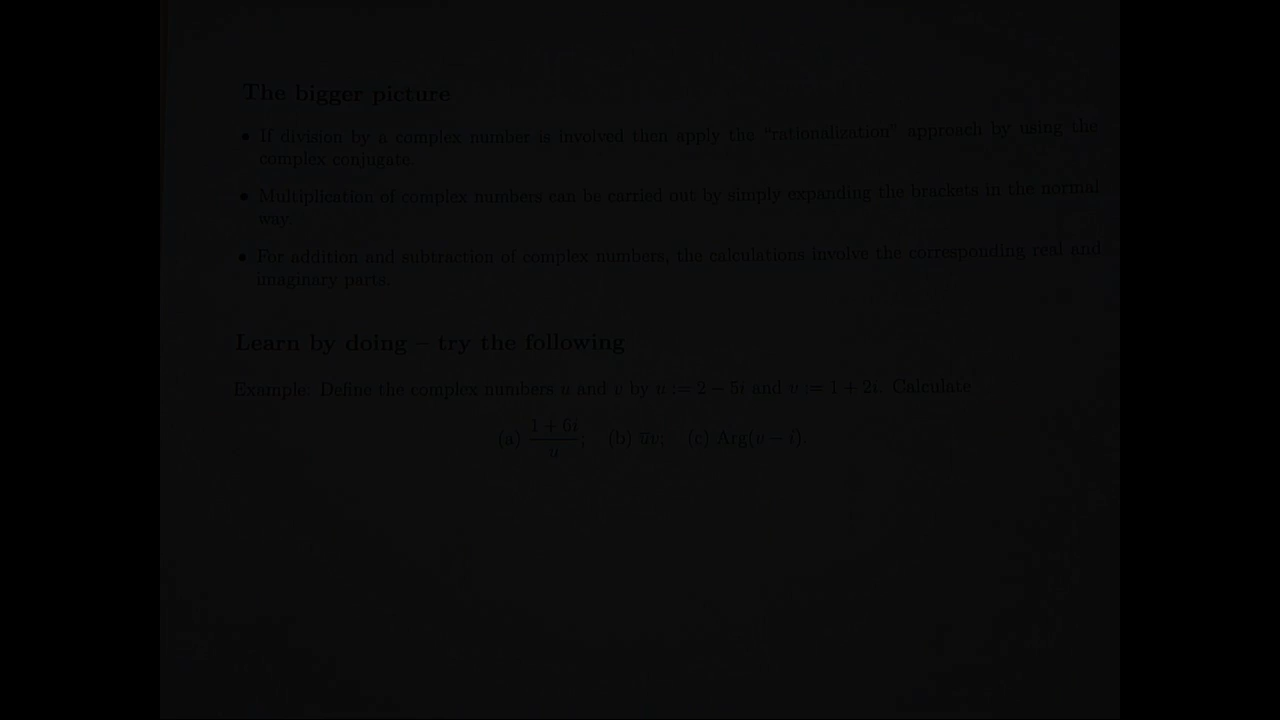 The bigger picture
• If division by a complex number is involved then apply the “rationalization” approach by using the
complex conjugate.
• Multiplication of complex numbers can be carried out by simply expanding the brackets in the normal
way.
• For addition and subtraction of complex numbers, the calculations involve the corresponding real and
imaginary parts.
Learn by doing – try the following
Example. Define the complex numbers u and v by u := 2 − 5i and v := 1 + 2i. Calculate
(a) (1 + 6i)/u; (b) ūv; (c) Arg(v − i).